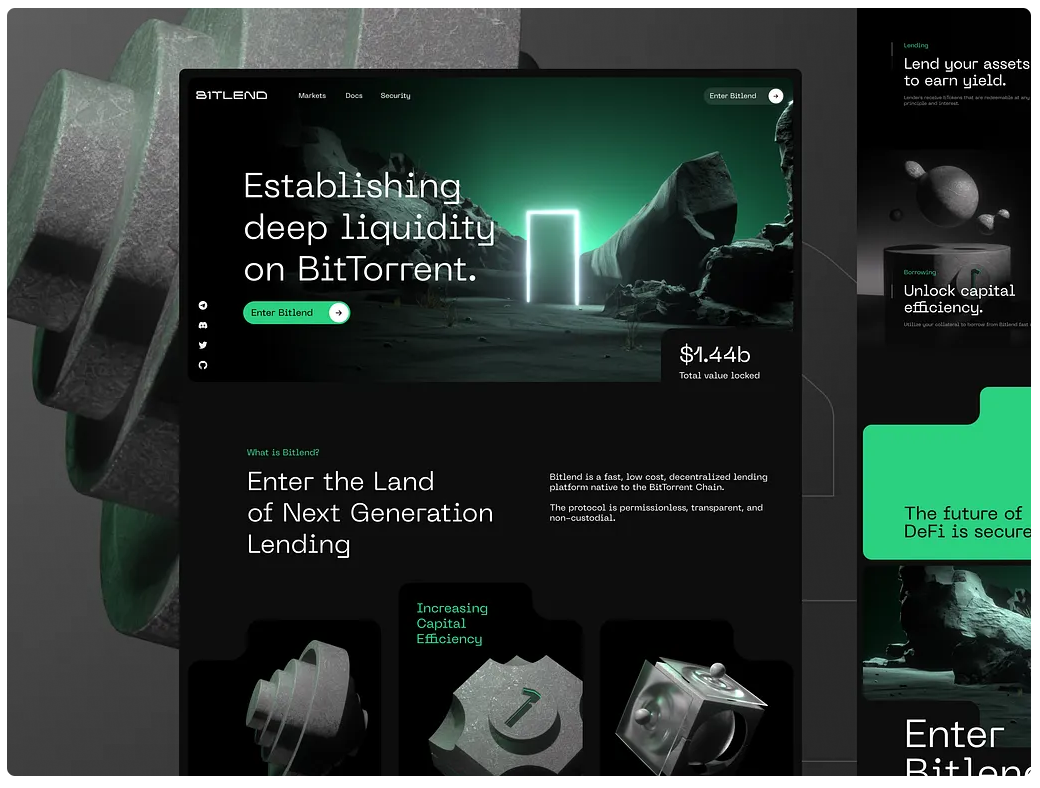 BITLEND
Markets
Docs
Security
Enter Bitlend
Establishing
deep liquidity
on BitTorrent.
Enter Bitlend
$1.44b
Total value locked
What is Bitlend?
Enter the Land
of Next Generation
Lending
Bitlend is a fast, low cost, decentralized lending
platform native to the BitTorrent Chain.
The protocol is permissionless, transparent, and
non-custodial.
Increasing
Capital
Efficiency
Lending
Lend your assets
to earn yield.
Lenders receive bTokens that are redeemable at any
principle and interest.
Borrowing
Unlock capital
efficiency.
Utilize your collateral to borrow from Bitlend fast
The future of
DeFi is secure
Enter
Bitlend